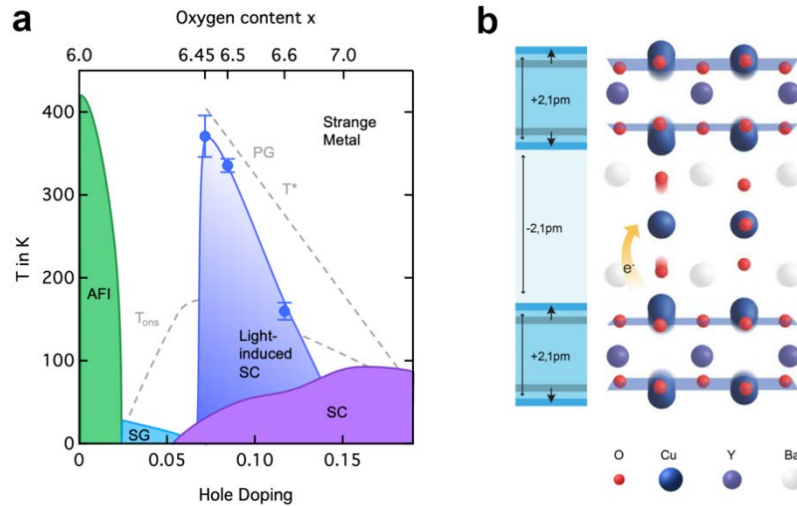 a
Oxygen content x
6.0 6.45 6.5 6.6 7.0
400
300
200
100
0
T in K
AFI
T_ons
SG
Strange
Metal
PG
T*
Light-
induced
SC
SC
0 0.05 0.10 0.15
Hole Doping
b
+2,1pm
-2,1pm
+2,1pm
e-
O Cu Y Ba